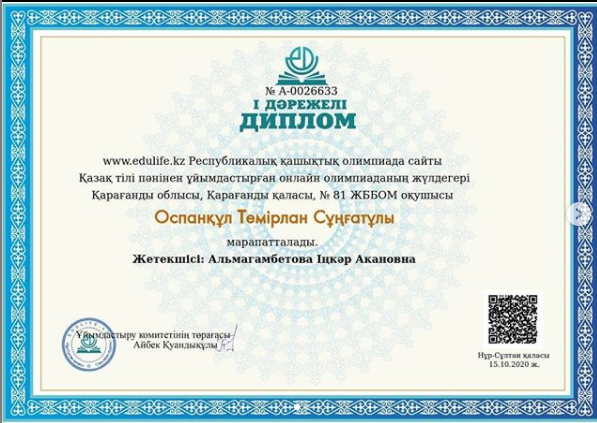 № А-0026633
І ДӘРЕЖЕЛІ
ДИПЛОМ
www.edulife.kz Республикалық қашықтық олимпиада сайты
Қазақ тілі пәнінен ұйымдастырған онлайн олимпиаданың жүлдегері
Қарағанды облысы, Қарағанды қаласы, № 81 ЖББОМ оқушысы
Оспанқұл Темірлан Сұңғатұлы
марапатталады.
Жетекшісі: Альмагамбетова Іңкәр Акановна
Ұйымдастыру комитетінің төрағасы
Айбек Қуандықұлы
Нұр-Сұлтан қаласы
15.10.2020 ж.